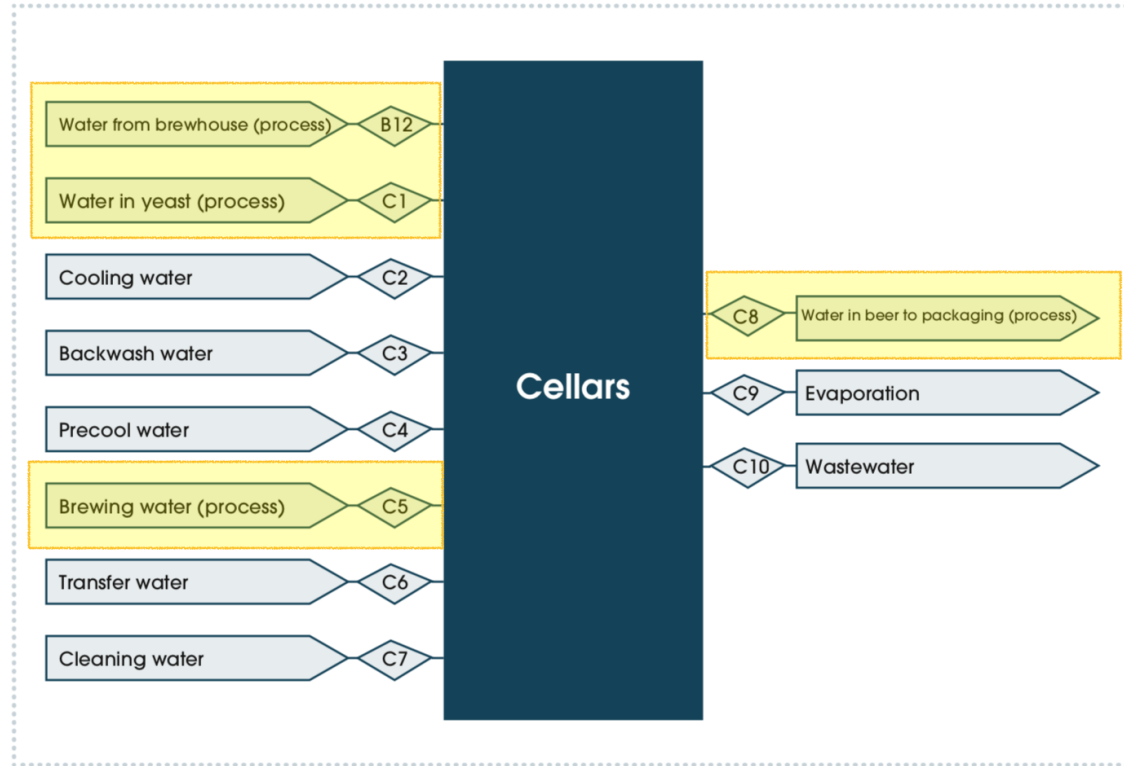 Water from brewhouse (process)
B12
Water in yeast (process)
C1
Cooling water
C2
Backwash water
C3
Precool water
C4
Brewing water (process)
C5
Transfer water
C6
Cleaning water
C7
Cellars
C8
Water in beer to packaging (process)
C9
Evaporation
C10
Wastewater